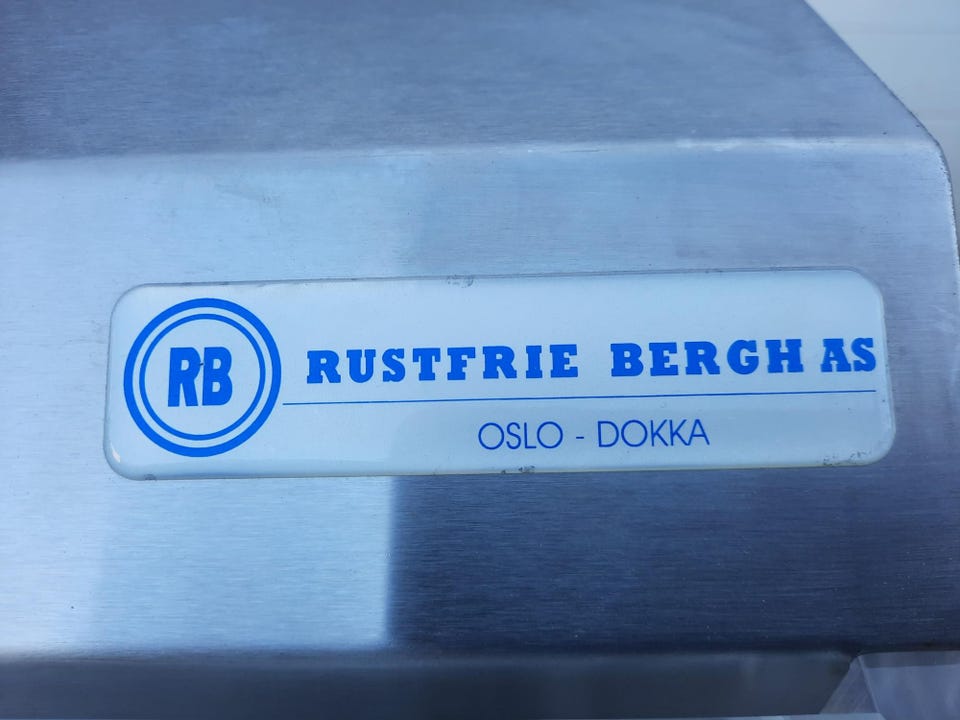 RB
RUSTFRIE BERGH AS
OSLO - DOKKA